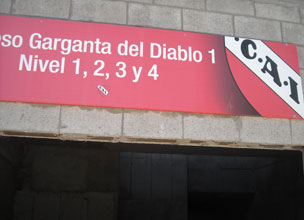 eso Garganta del Diablo 1
Nivel 1, 2, 3 y 4
C.A.I